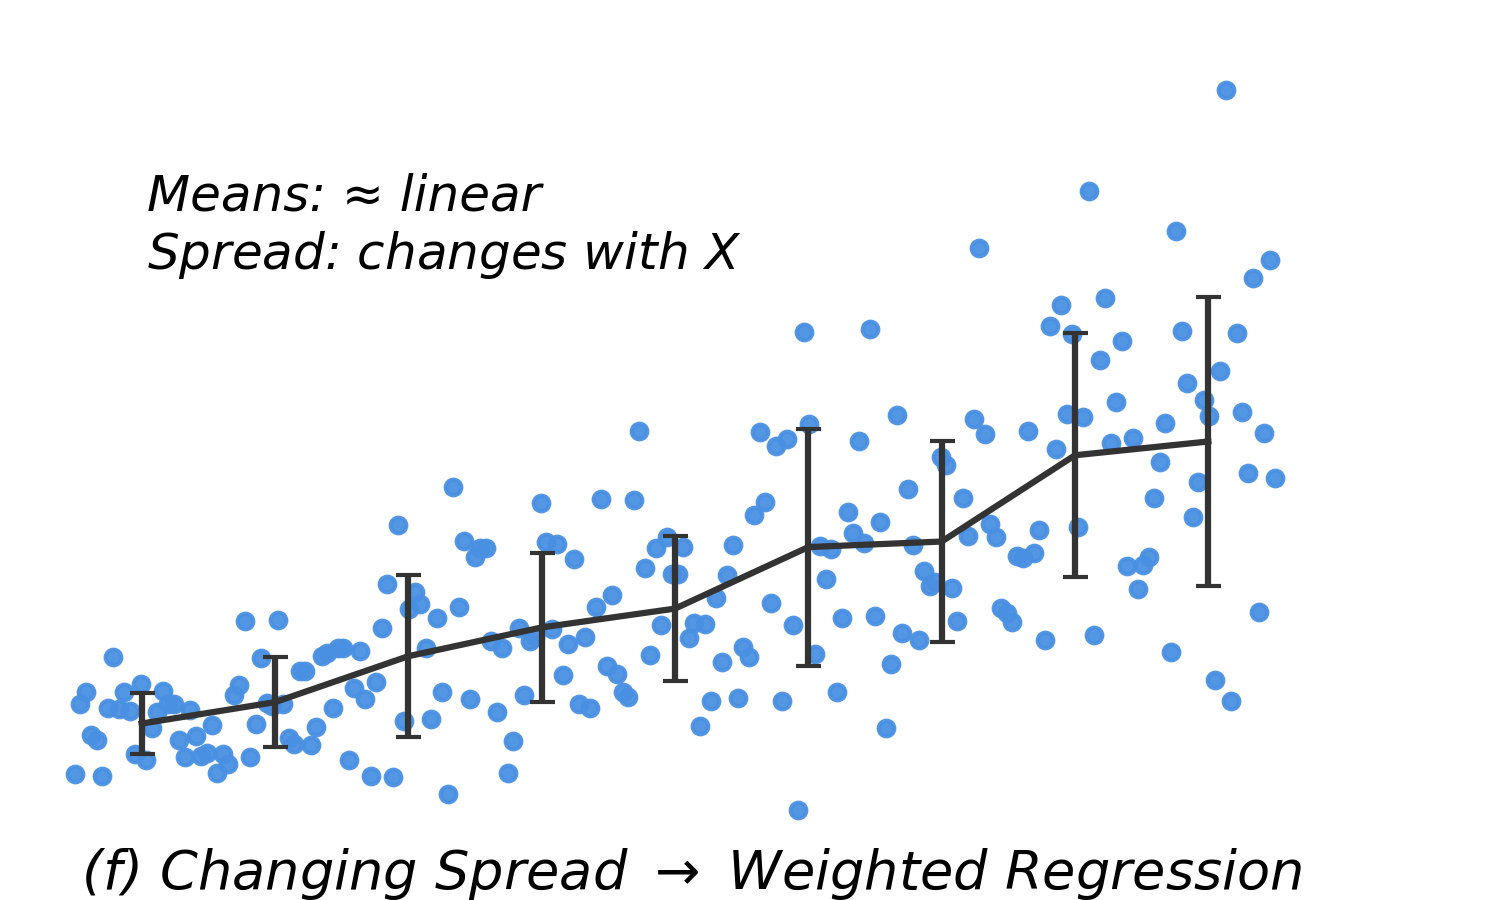 Means: ≈ linear
Spread: changes with X
(f) Changing Spread → Weighted Regression